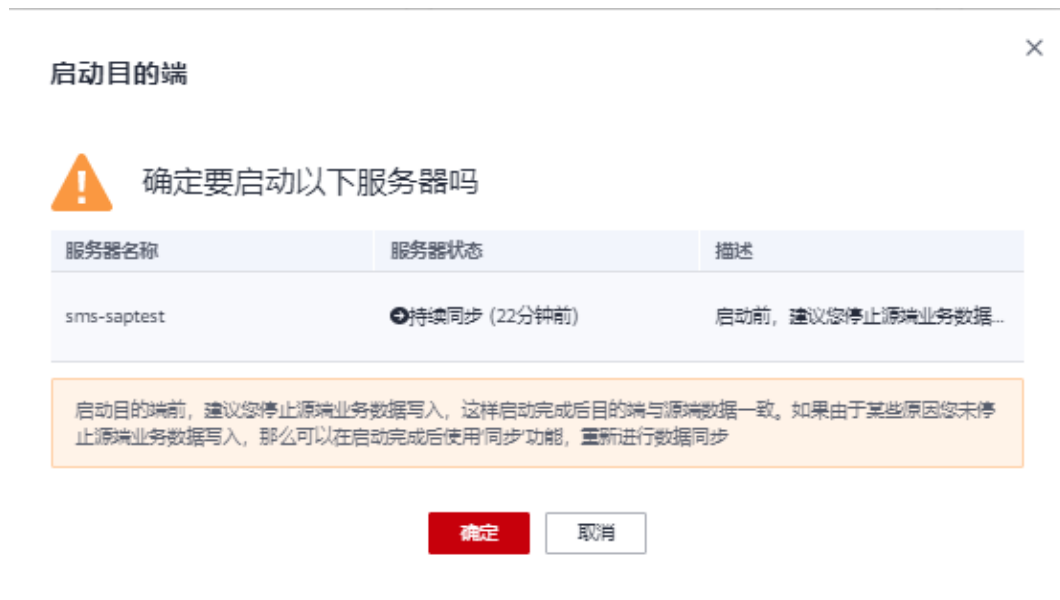 启动目的端
确定要启动以下服务器吗
服务器名称 服务器状态 描述
sms-saptest 持续同步 (22分钟前) 启动前，建议您停止源端业务数据...
启动目的端前，建议您停止源端业务数据写入，这样启动完成后目的端与源端数据一致。如果由于某些原因您未停
止源端业务数据写入，那么可以在启动完成后使用'同步'功能，重新进行数据同步
确定 取消